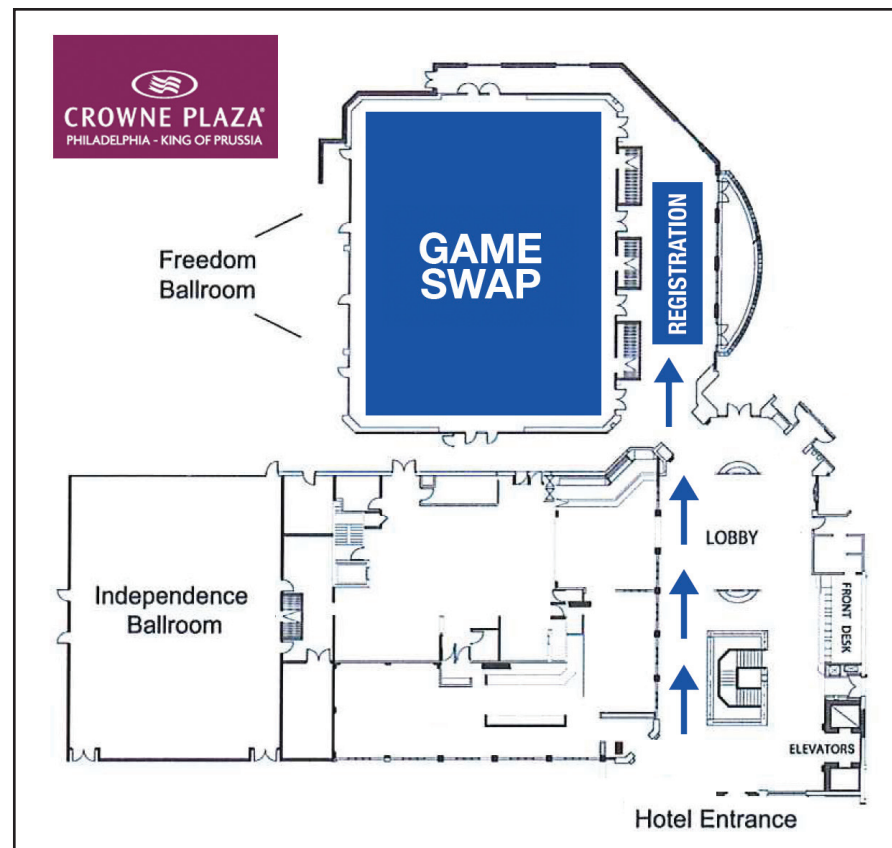 CROWNE PLAZA®
PHILADELPHIA - KING OF PRUSSIA
Freedom
Ballroom
GAME
SWAP
REGISTRATION
LOBBY
Independence
Ballroom
FRONT DESK
ELEVATORS
Hotel Entrance